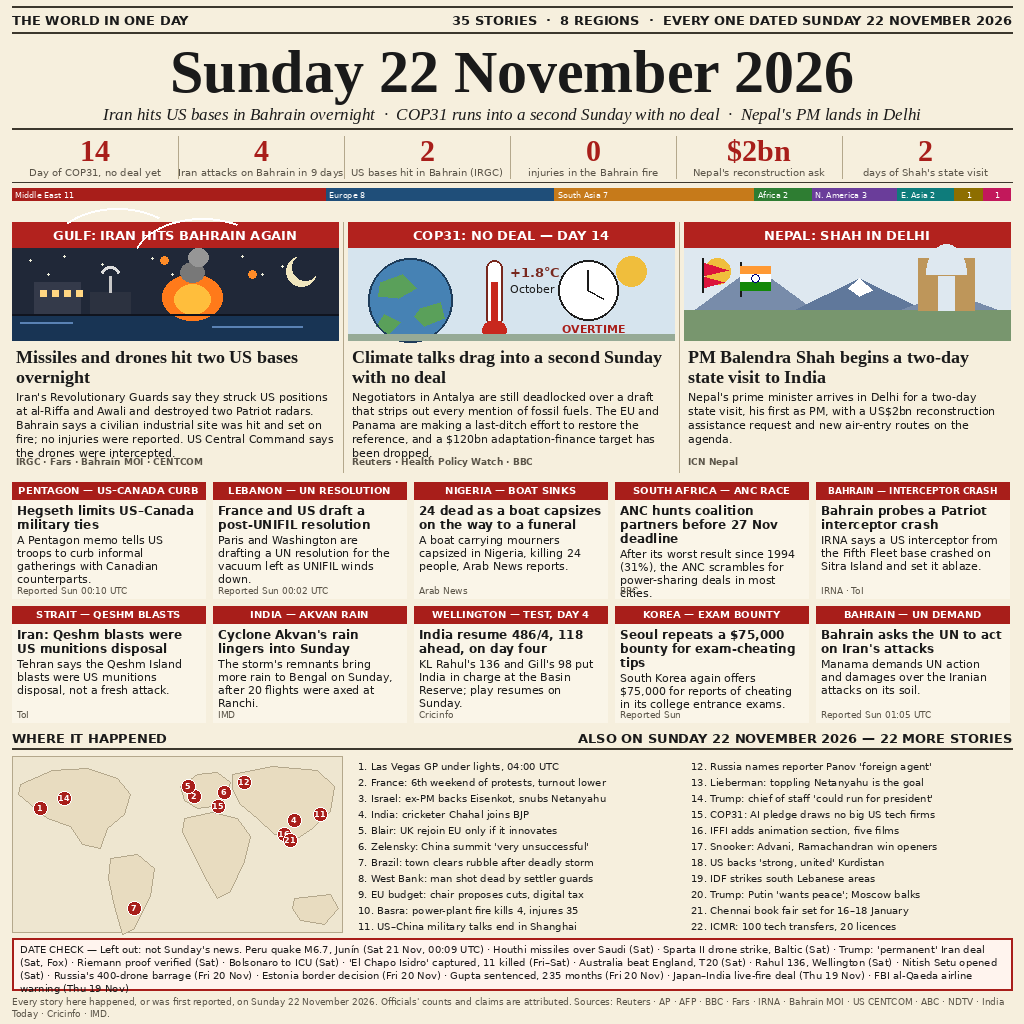 THE WORLD IN ONE DAY
35 STORIES · 8 REGIONS · EVERY ONE DATED SUNDAY 22 NOVEMBER 2026
Sunday 22 November 2026
Iran hits US bases in Bahrain overnight · COP31 runs into a second Sunday with no deal · Nepal's PM lands in Delhi
14
Day of COP31, no deal yet
4
Iran attacks on Bahrain in 9 days
2
US bases hit in Bahrain (IRGC)
0
injuries in the Bahrain fire
$2bn
Nepal's reconstruction ask
2
days of Shah's state visit
Middle East 11
Europe 8
South Asia 7
Africa 2
N. America 3
E. Asia 2
1
1
GULF: IRAN HITS BAHRAIN AGAIN
Missiles and drones hit two US bases
overnight
Iran's Revolutionary Guards say they struck US positions
at al-Riffa and Awali and destroyed two Patriot radars.
Bahrain says a civilian industrial site was hit and set on
fire; no injuries were reported. US Central Command says
the drones were intercepted.
IRGC · Fars · Bahrain MOI · CENTCOM
COP31: NO DEAL — DAY 14
+1.8°C
October
OVERTIME
Climate talks drag into a second Sunday
with no deal
Negotiators in Antalya are still deadlocked over a draft
that strips out every mention of fossil fuels. The EU and
Panama are making a last-ditch effort to restore the
reference, and a $120bn adaptation-finance target has
been dropped.
Reuters · Health Policy Watch · BBC
NEPAL: SHAH IN DELHI
PM Balendra Shah begins a two-day
state visit to India
Nepal's prime minister arrives in Delhi for a two-day
state visit, his first as PM, with a US$2bn reconstruction
assistance request and new air-entry routes on the
agenda.
ICN Nepal
PENTAGON — US–CANADA CURB
Hegseth limits US–Canada
military ties
A Pentagon memo tells US
troops to curb informal
gatherings with Canadian
counterparts.
Reported Sun 00:10 UTC
LEBANON — UN RESOLUTION
France and US draft a
post-UNIFIL resolution
Paris and Washington are
drafting a UN resolution for the
vacuum left as UNIFIL winds
down.
Reported Sun 00:02 UTC
NIGERIA — BOAT SINKS
24 dead as a boat capsizes
on the way to a funeral
A boat carrying mourners
capsized in Nigeria, killing 24
people, Arab News reports.
Arab News
SOUTH AFRICA — ANC RACE
ANC hunts coalition
partners before 27 Nov
deadline
After its worst result since 1994
(31%), the ANC scrambles for
power-sharing deals in most
cities.
BBC
BAHRAIN — INTERCEPTOR CRASH
Bahrain probes a Patriot
interceptor crash
IRNA says a US interceptor from
the Fifth Fleet base crashed on
Sitra Island and set it ablaze.
IRNA · ToI
STRAIT — QESHM BLASTS
Iran: Qeshm blasts were
US munitions disposal
Tehran says the Qeshm Island
blasts were US munitions
disposal, not a fresh attack.
ToI
INDIA — AKVAN RAIN
Cyclone Akvan's rain
lingers into Sunday
The storm's remnants bring
more rain to Bengal on Sunday,
after 20 flights were axed at
Ranchi.
IMD
WELLINGTON — TEST, DAY 4
India resume 486/4, 118
ahead, on day four
KL Rahul's 136 and Gill's 98 put
India in charge at the Basin
Reserve; play resumes on
Sunday.
Cricinfo
KOREA — EXAM BOUNTY
Seoul repeats a $75,000
bounty for exam-cheating
tips
South Korea again offers
$75,000 for reports of cheating
in its college entrance exams.
Reported Sun
BAHRAIN — UN DEMAND
Bahrain asks the UN to act
on Iran's attacks
Manama demands UN action
and damages over the Iranian
attacks on its soil.
Reported Sun 01:05 UTC
WHERE IT HAPPENED
1
14
5
2
6
15
12
4
11
21
7
ALSO ON SUNDAY 22 NOVEMBER 2026 — 22 MORE STORIES
1. Las Vegas GP under lights, 04:00 UTC
2. France: 6th weekend of protests, turnout lower
3. Israel: ex-PM backs Eisenkot, snubs Netanyahu
4. India: cricketer Chahal joins BJP
5. Blair: UK rejoin EU only if it innovates
6. Zelensky: China summit 'very unsuccessful'
7. Brazil: town clears rubble after deadly storm
8. West Bank: man shot dead by settler guards
9. EU budget: chair proposes cuts, digital tax
10. Basra: power-plant fire kills 4, injures 35
11. US–China military talks end in Shanghai
12. Russia names reporter Panov 'foreign agent'
13. Lieberman: toppling Netanyahu is the goal
14. Trump: chief of staff 'could run for president'
15. COP31: AI pledge draws no big US tech firms
16. IFFI adds animation section, five films
17. Snooker: Advani, Ramachandran win openers
18. US backs 'strong, united' Kurdistan
19. IDF strikes south Lebanese areas
20. Trump: Putin 'wants peace'; Moscow balks
21. Chennai book fair set for 16–18 January
22. ICMR: 100 tech transfers, 20 licences
DATE CHECK — Left out: not Sunday's news. Peru quake M6.7, Junín (Sat 21 Nov, 00:09 UTC) · Houthi missiles over Saudi (Sat) · Sparta II drone strike, Baltic (Sat) · Trump: 'permanent' Iran deal
(Sat, Fox) · Riemann proof verified (Sat) · Bolsonaro to ICU (Sat) · 'El Chapo Isidro' captured, 11 killed (Fri–Sat) · Australia beat England, T20 (Sat) · Rahul 136, Wellington (Sat) · Nitish Setu opened
(Sat) · Russia's 400-drone barrage (Fri 20 Nov) · Estonia border decision (Fri 20 Nov) · Gupta sentenced, 235 months (Fri 20 Nov) · Japan–India live-fire deal (Thu 19 Nov) · FBI al-Qaeda airline
warning (Thu 19 Nov)
Every story here happened, or was first reported, on Sunday 22 November 2026. Officials' counts and claims are attributed. Sources: Reuters · AP · AFP · BBC · Fars · IRNA · Bahrain MOI · US CENTCOM · ABC · NDTV · India
Today · Cricinfo · IMD.